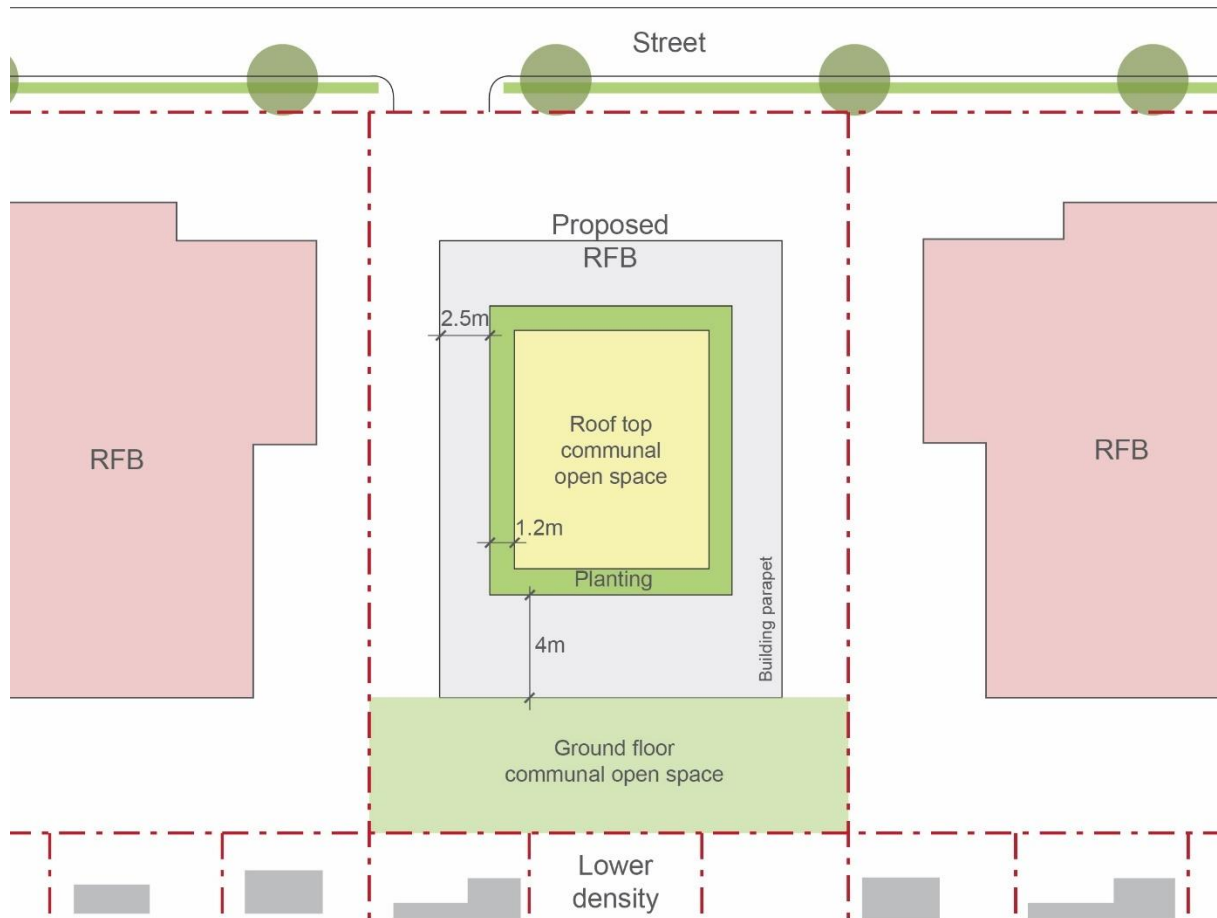 Street
Proposed
RFB
2.5m
RFB
Roof top
communal
open space
RFB
1.2m
Planting
Building parapet
4m
Ground floor
communal open space
Lower
density